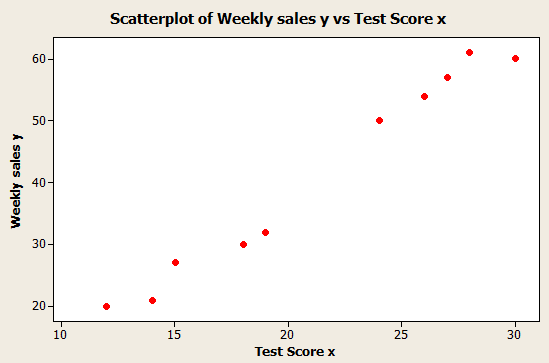 Scatterplot of Weekly sales y vs Test Score x
60
50
40
30
20
Weekly sales y
10 15 20 25 30
Test Score x